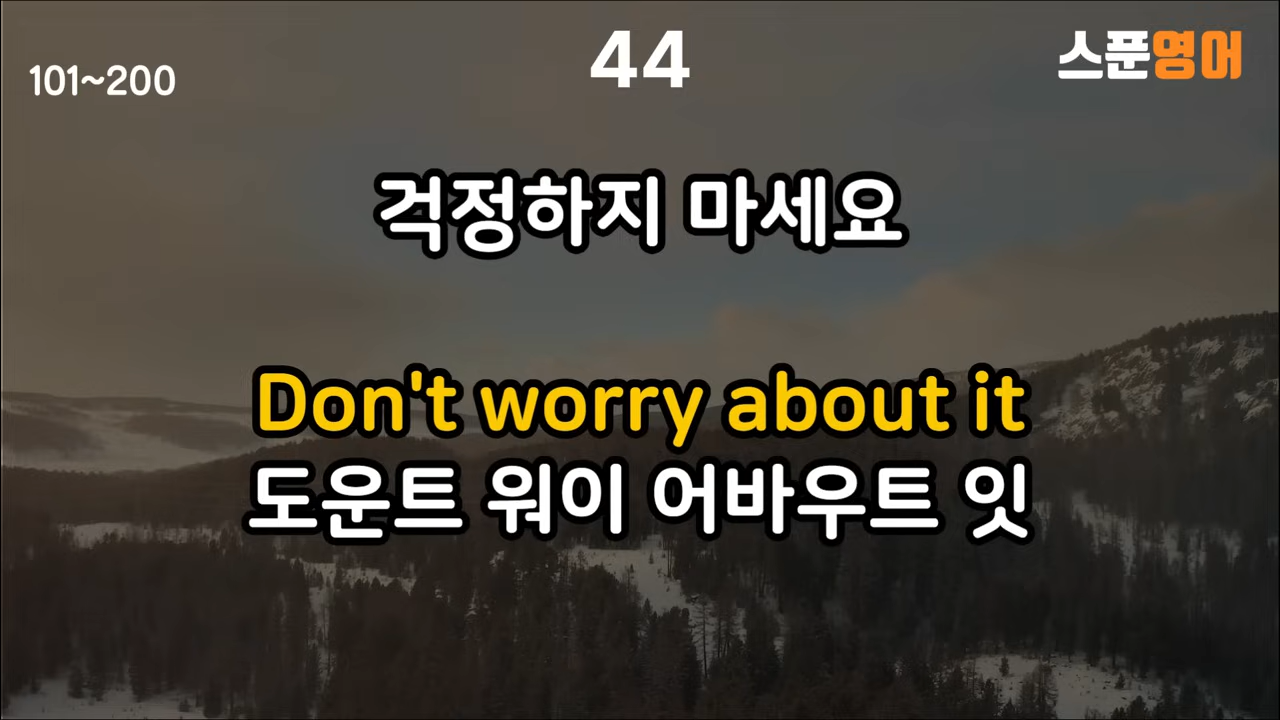 101~200
44
스푼영어
걱정하지 마세요
Don't worry about it
도운트 워이 어바우트 잇